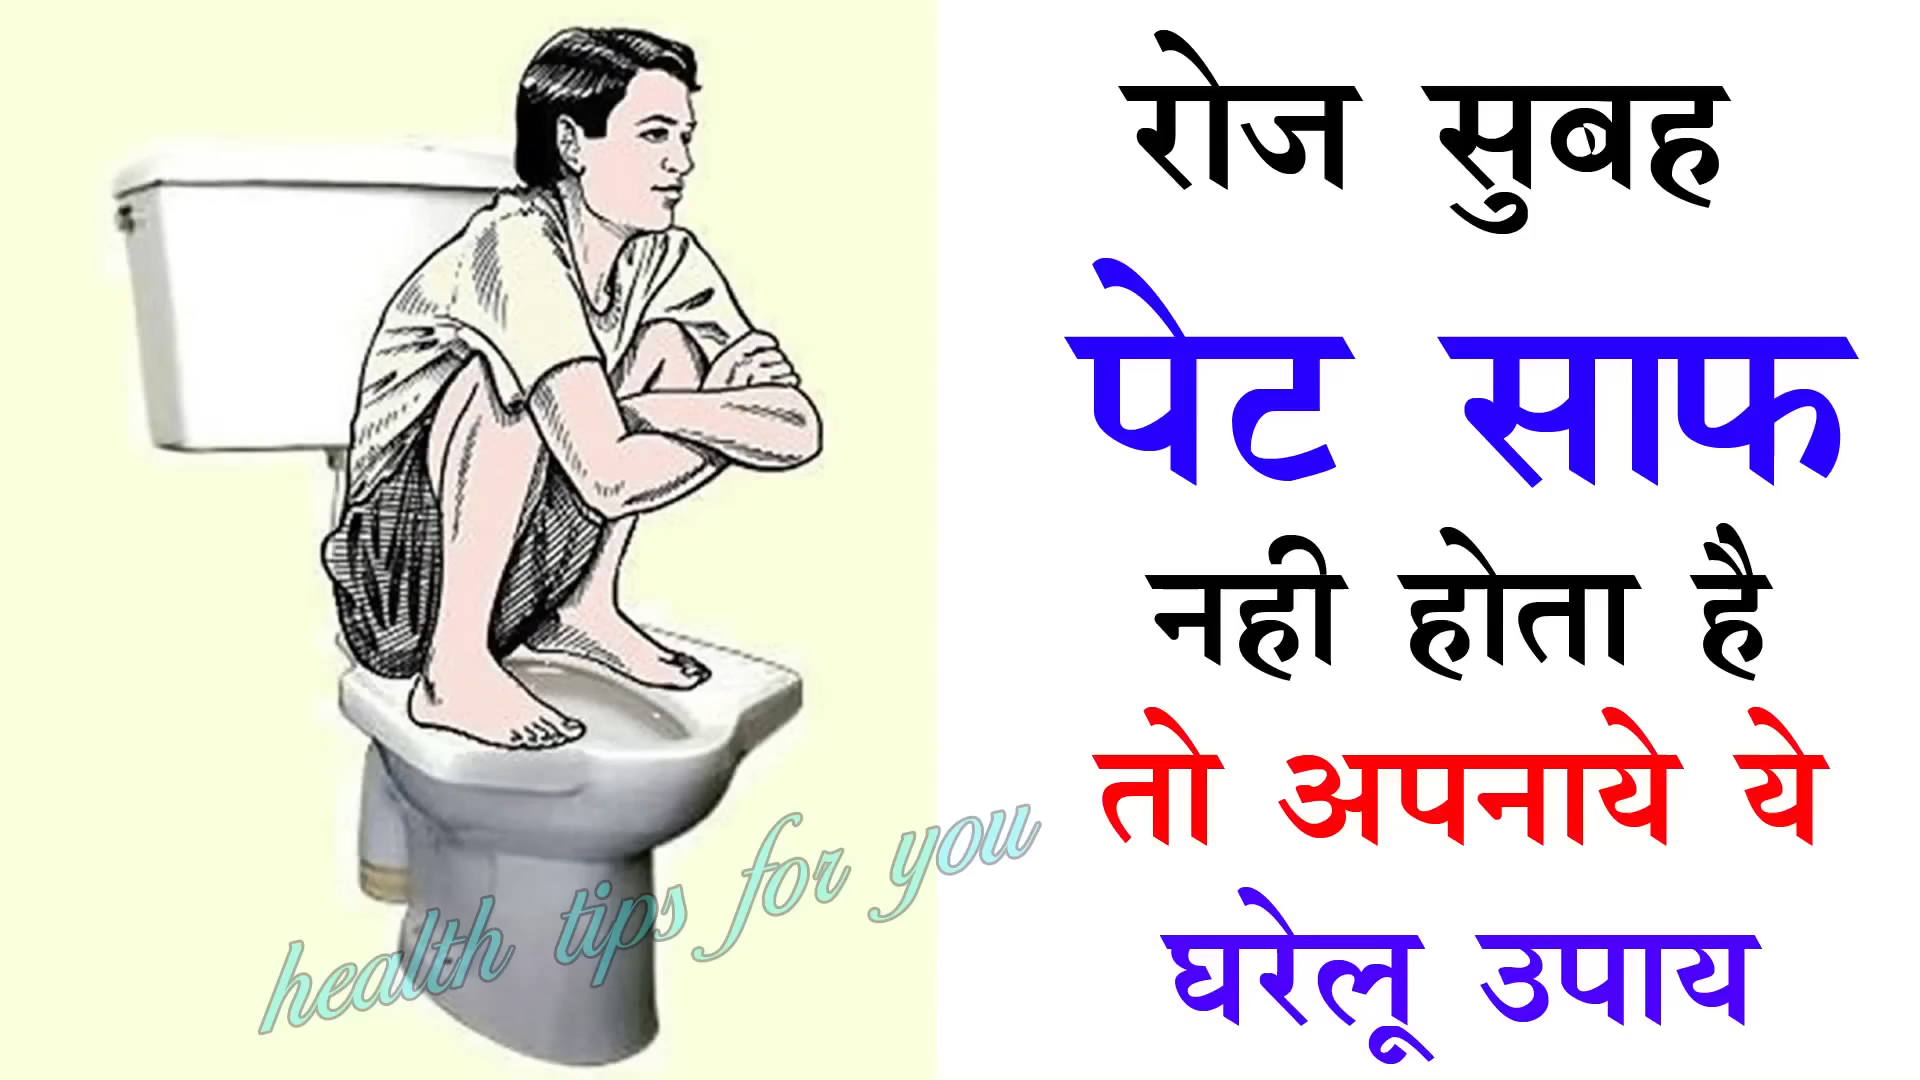 रोज सुबह
पेट साफ
नही होता है
तो अपनाये ये
घरेलू उपाय
health tips for you